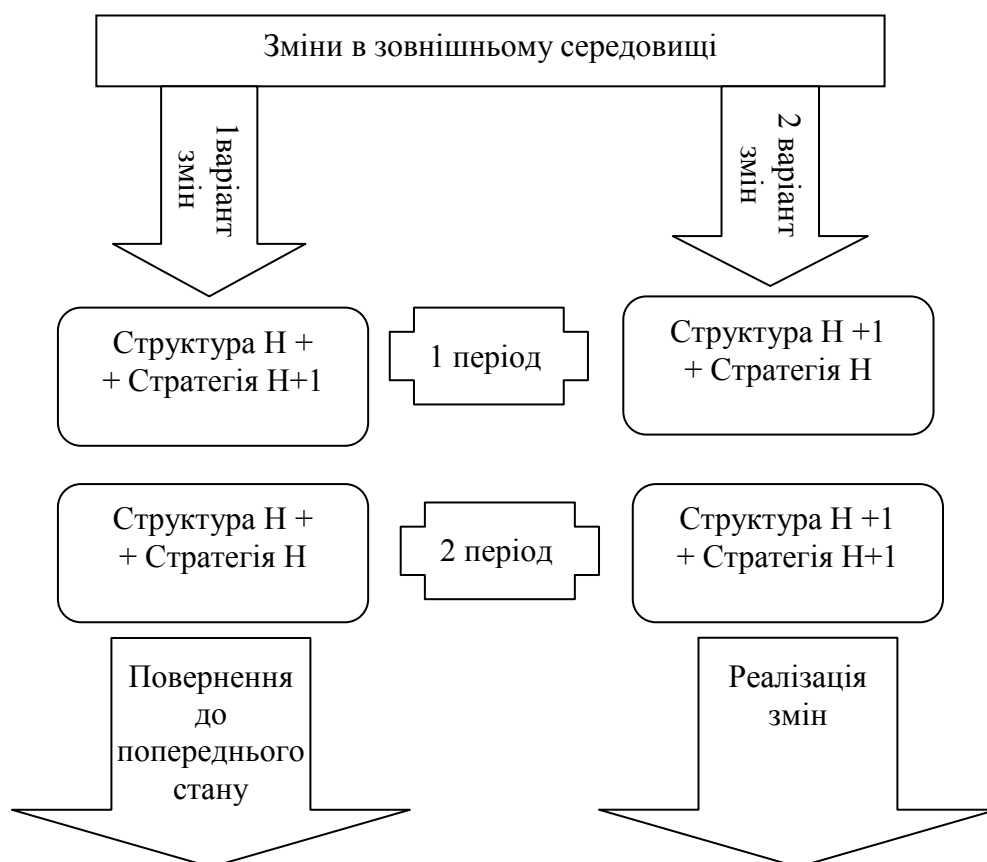 Зміни в зовнішньому середовищі
1варіант
змін
2 варіант
змін
Структура Н +
+ Стратегія Н+1
1 період
Структура Н +1
+ Стратегія Н
Структура Н +
+ Стратегія Н
2 період
Структура Н +1
+ Стратегія Н+1
Повернення
до
попереднього
стану
Реалізація
змін